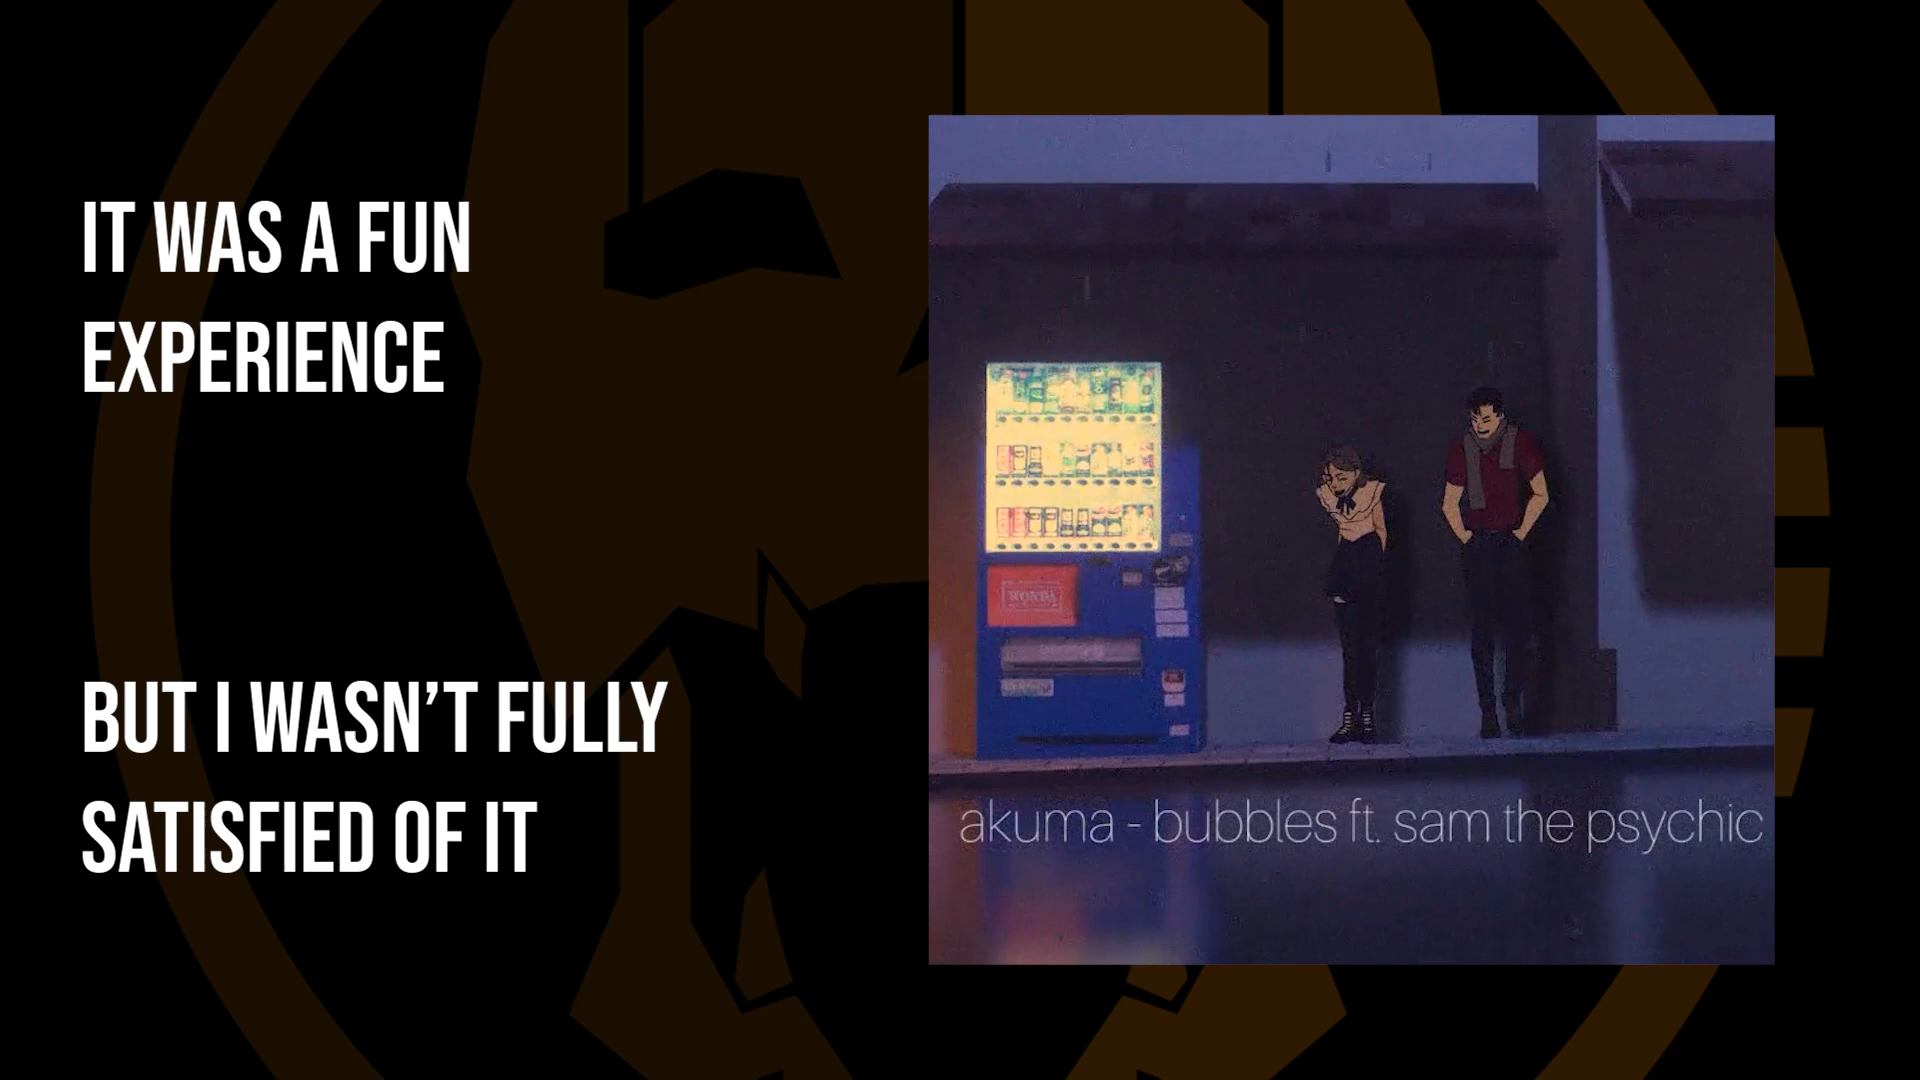 IT WAS A FUN
EXPERIENCE
BUT I WASN’T FULLY
SATISFIED OF IT
WONDA
akuma - bubbles ft. sam the psychic